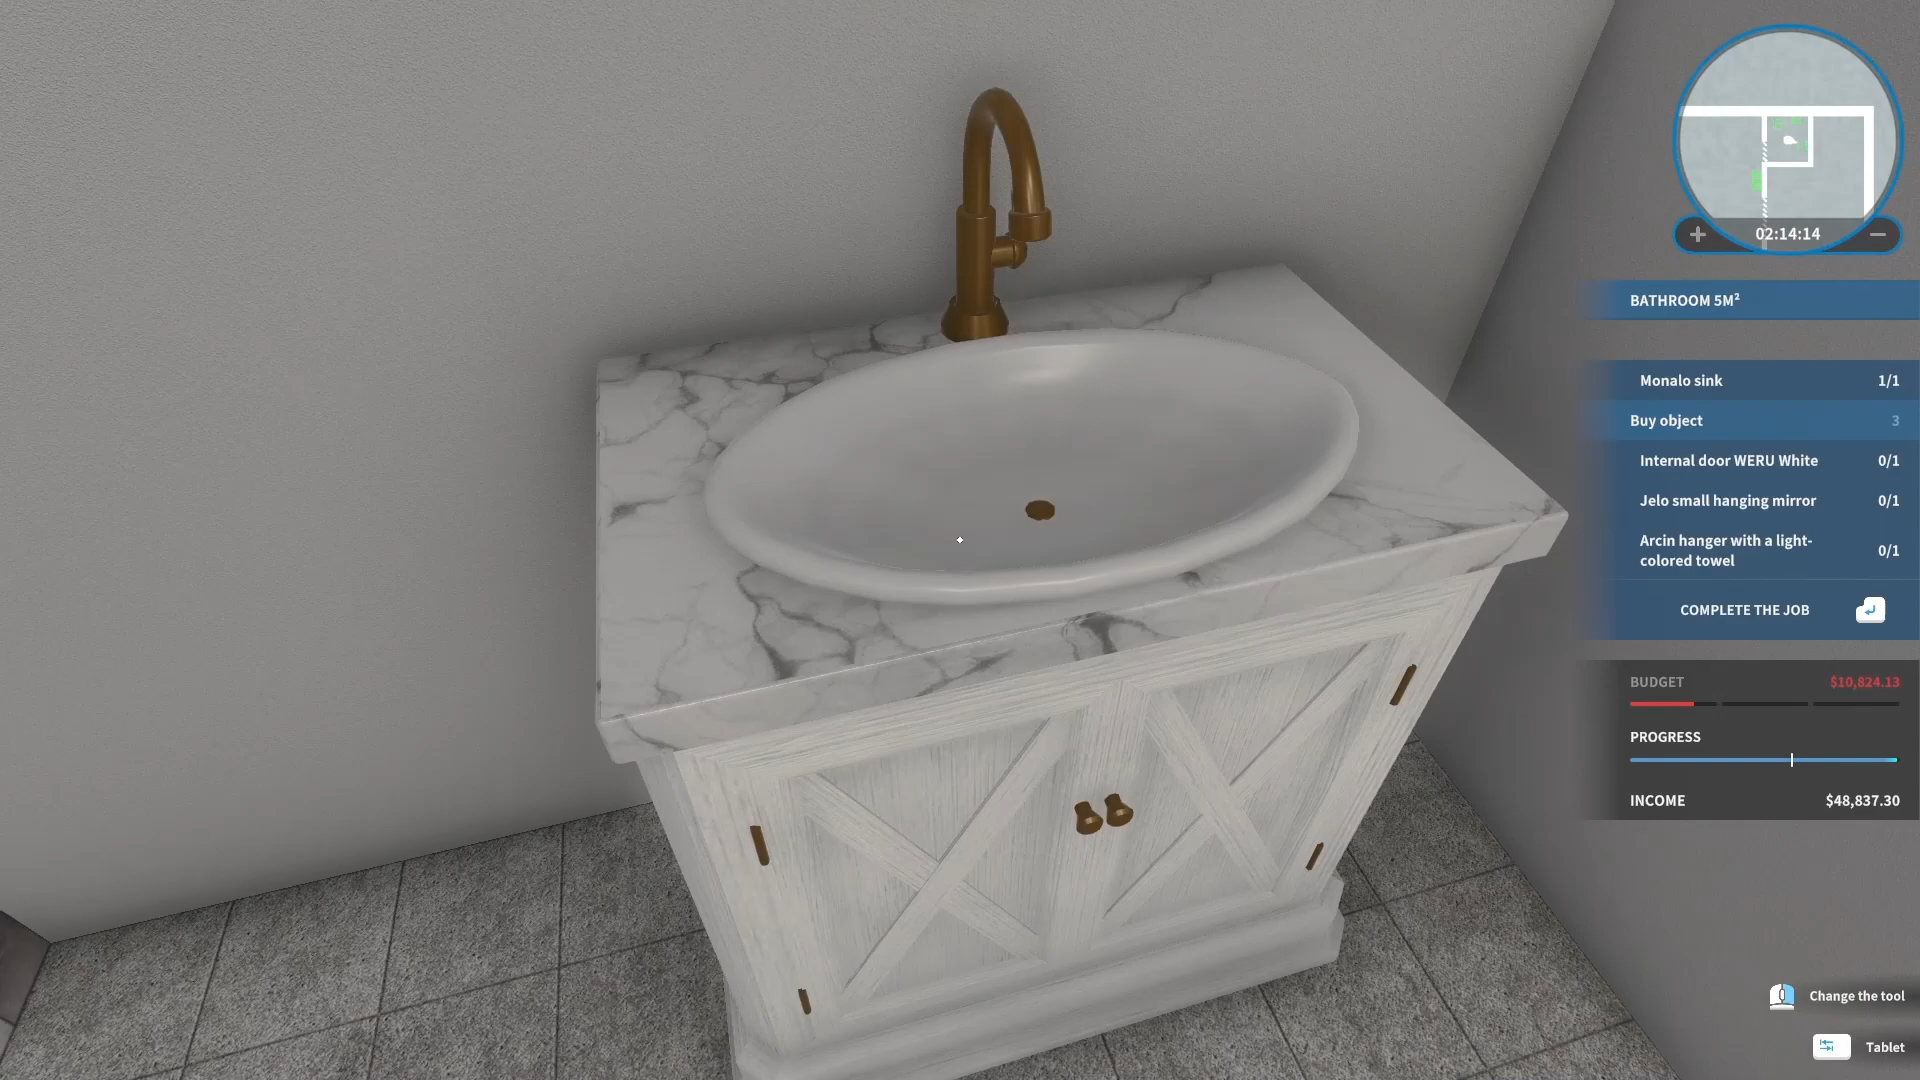 02:14:14
BATHROOM 5M²
Monalo sink 1/1
Buy object 3
Internal door WERU White 0/1
Jelo small hanging mirror 0/1
Arcin hanger with a light-
colored towel 0/1
COMPLETE THE JOB
BUDGET $10,824.13
PROGRESS
INCOME $48,837.30
Change the tool
Tablet